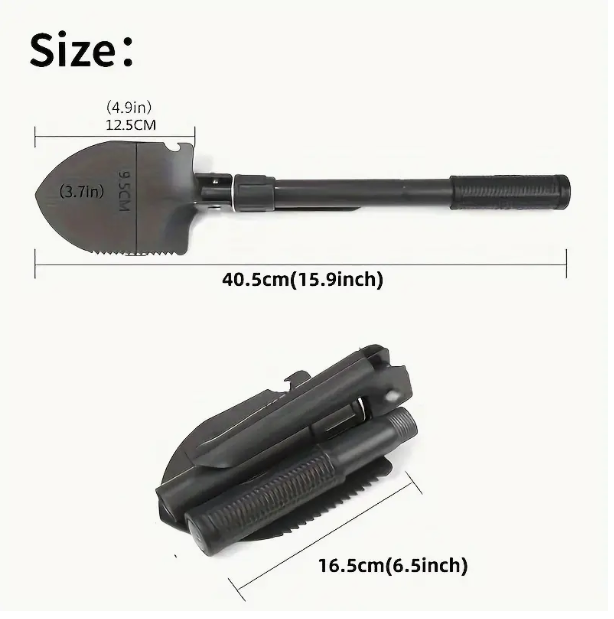 Size：
(4.9in)
12.5CM
(3.7in)
9.5CM
40.5cm(15.9inch)
16.5cm(6.5inch)